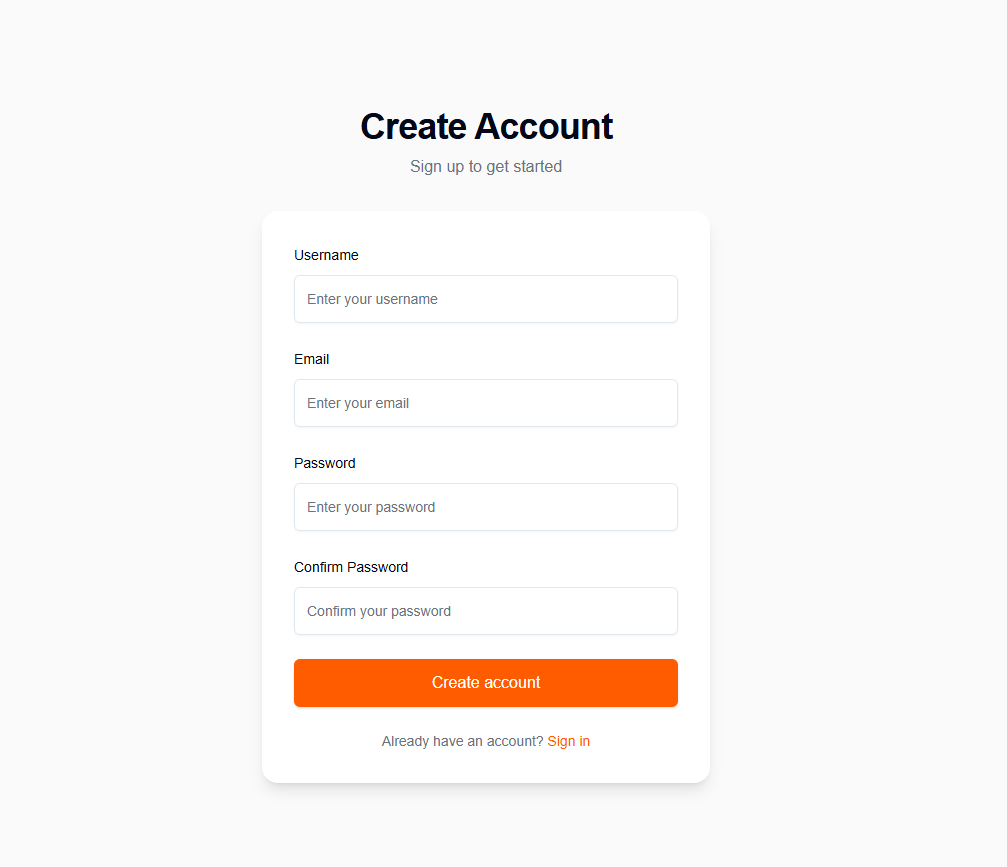 Create Account
Sign up to get started
Username
Enter your username
Email
Enter your email
Password
Enter your password
Confirm Password
Confirm your password
Create account
Already have an account? Sign in